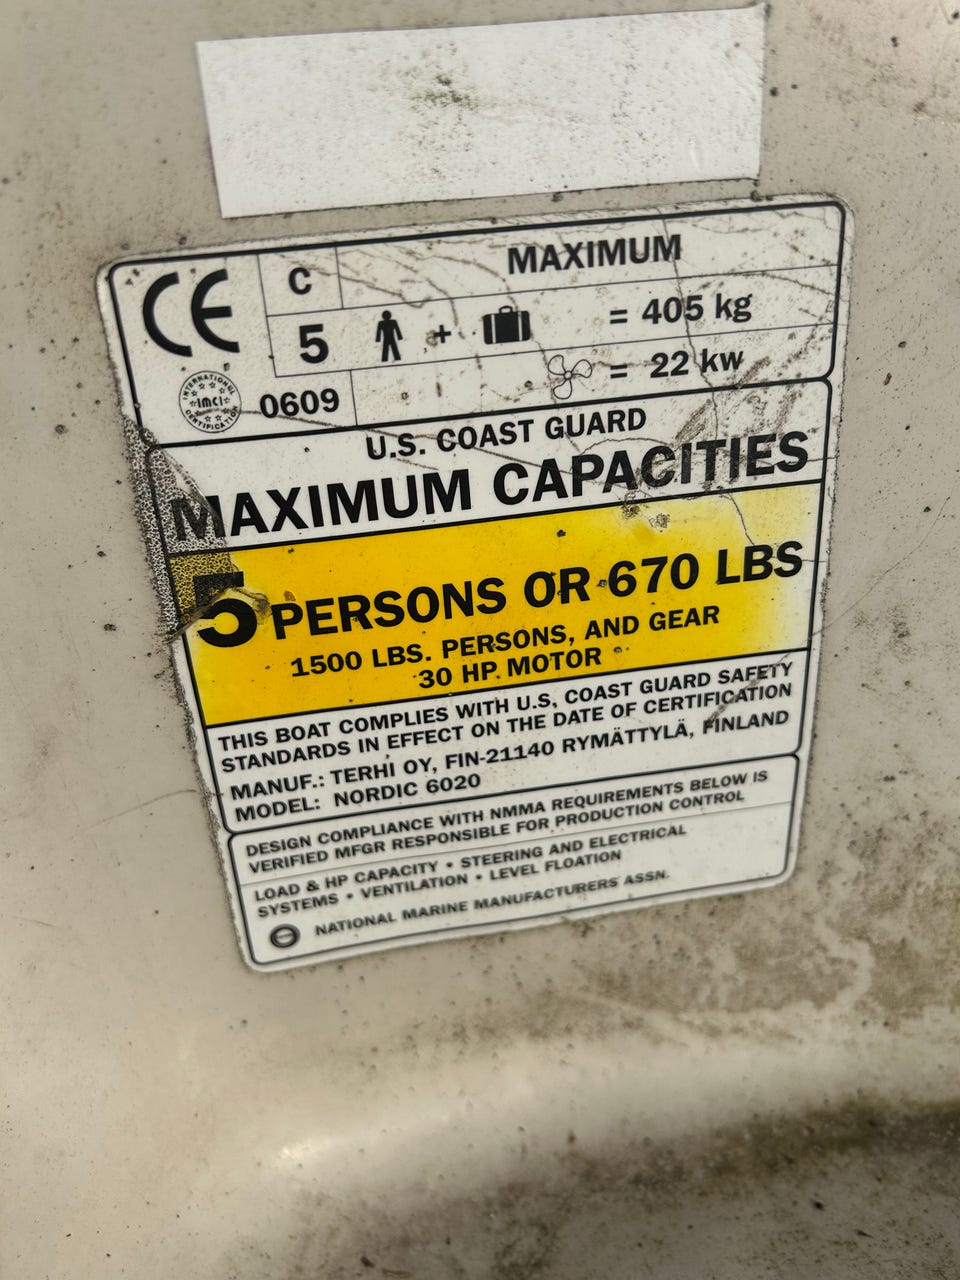 CE C MAXIMUM
5 + = 405 kg
= 22 kw
INTERNATIONAL imci CERTIFICATION 0609
U.S. COAST GUARD
MAXIMUM CAPACITIES
5 PERSONS OR 670 LBS
1500 LBS. PERSONS, AND GEAR
30 HP MOTOR
THIS BOAT COMPLIES WITH U.S. COAST GUARD SAFETY
STANDARDS IN EFFECT ON THE DATE OF CERTIFICATION
MANUF.: TERHI OY, FIN-21140 RYMÄTTYLÄ, FINLAND
MODEL: NORDIC 6020
DESIGN COMPLIANCE WITH NMMA REQUIREMENTS BELOW IS
VERIFIED MFGR RESPONSIBLE FOR PRODUCTION CONTROL
LOAD & HP CAPACITY • STEERING AND ELECTRICAL
SYSTEMS • VENTILATION • LEVEL FLOATION
NATIONAL MARINE MANUFACTURERS ASSN.